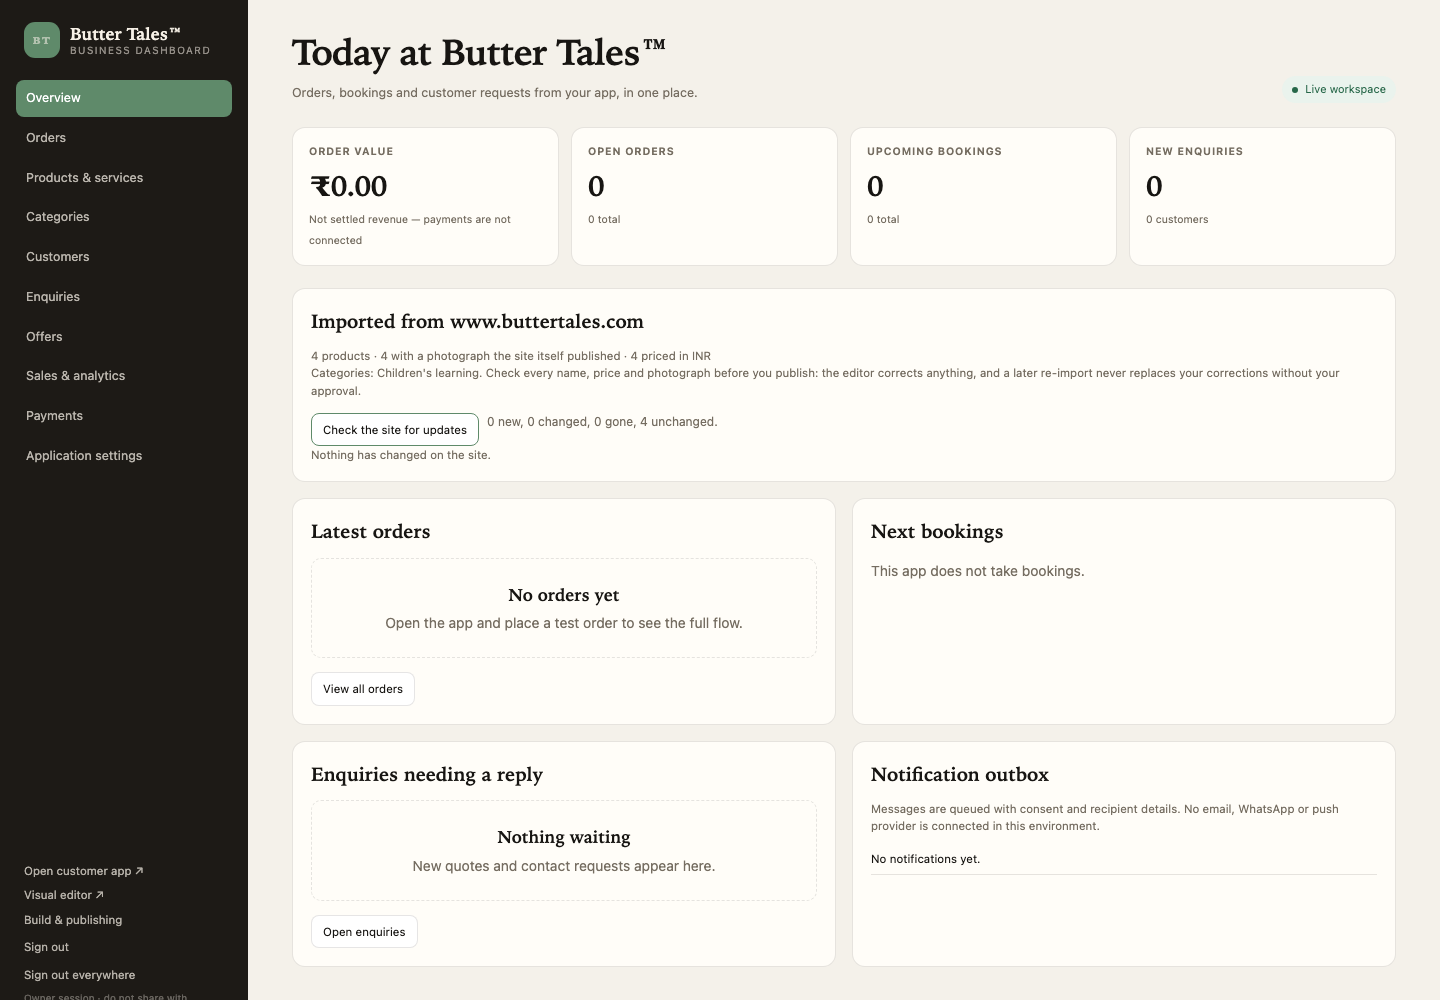 BT
Butter Tales™
BUSINESS DASHBOARD
Overview
Orders
Products & services
Categories
Customers
Enquiries
Offers
Sales & analytics
Payments
Application settings
Open customer app ↗
Visual editor ↗
Build & publishing
Sign out
Sign out everywhere
Owner session · do not share with
Today at Butter Tales™
Orders, bookings and customer requests from your app, in one place.
Live workspace
ORDER VALUE
₹0.00
Not settled revenue — payments are not
connected
OPEN ORDERS
0
0 total
UPCOMING BOOKINGS
0
0 total
NEW ENQUIRIES
0
0 customers
Imported from www.buttertales.com
4 products · 4 with a photograph the site itself published · 4 priced in INR
Categories: Children's learning. Check every name, price and photograph before you publish: the editor corrects anything, and a later re-import never replaces your corrections without your
approval.
Check the site for updates
0 new, 0 changed, 0 gone, 4 unchanged.
Nothing has changed on the site.
Latest orders
No orders yet
Open the app and place a test order to see the full flow.
View all orders
Next bookings
This app does not take bookings.
Enquiries needing a reply
Nothing waiting
New quotes and contact requests appear here.
Open enquiries
Notification outbox
Messages are queued with consent and recipient details. No email, WhatsApp or push
provider is connected in this environment.
No notifications yet.